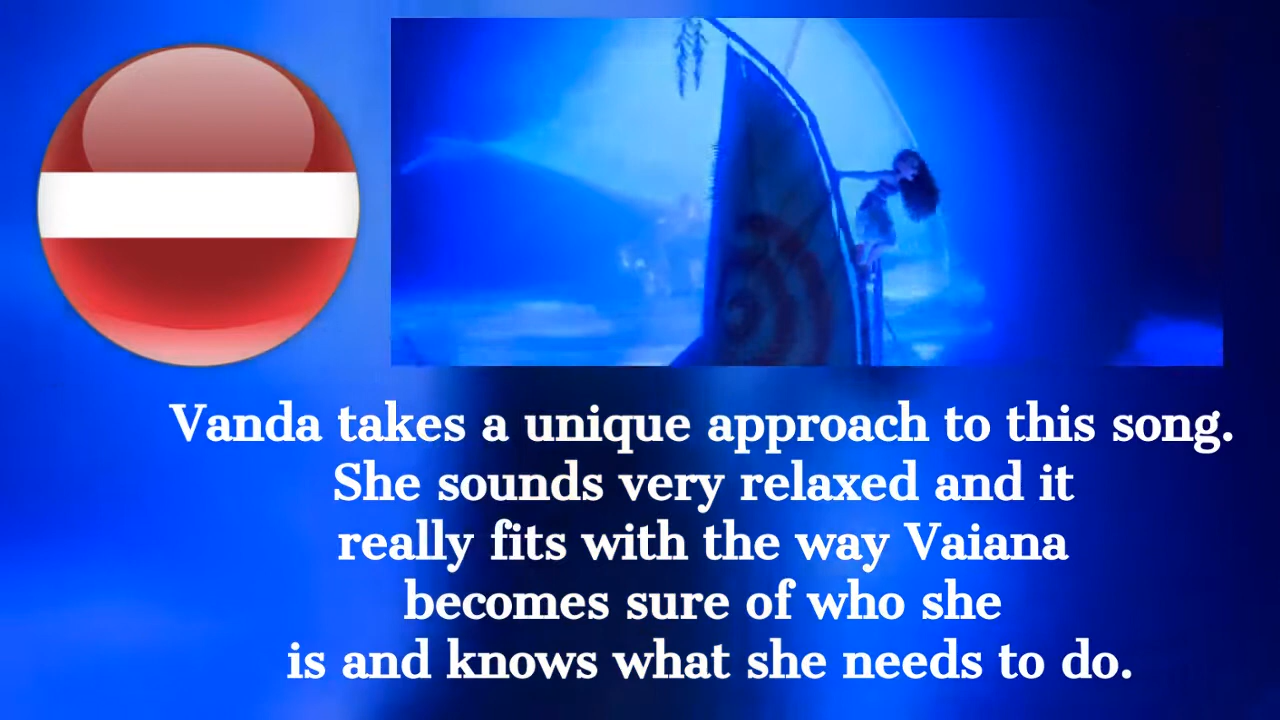 Vanda takes a unique approach to this song.
She sounds very relaxed and it
really fits with the way Vaiana
becomes sure of who she
is and knows what she needs to do.